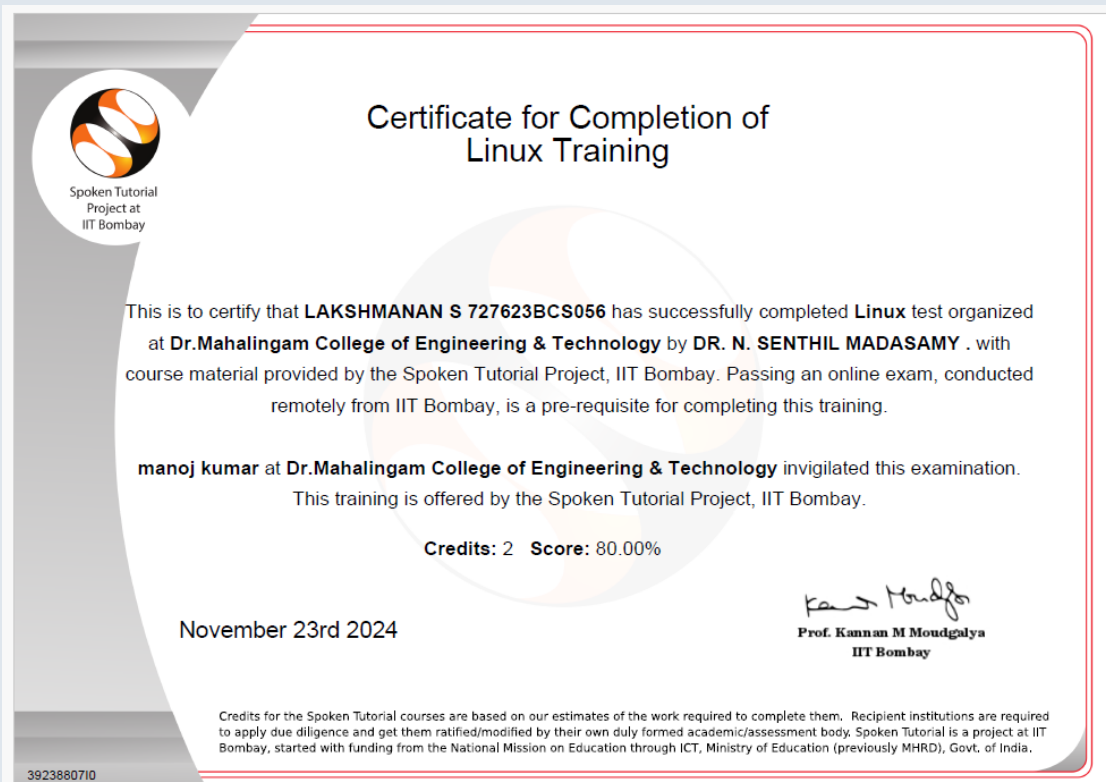 Certificate for Completion of
Linux Training
Spoken Tutorial
Project at
IIT Bombay
This is to certify that LAKSHMANAN S 727623BCS056 has successfully completed Linux test organized
at Dr.Mahalingam College of Engineering & Technology by DR. N. SENTHIL MADASAMY . with
course material provided by the Spoken Tutorial Project, IIT Bombay. Passing an online exam, conducted
remotely from IIT Bombay, is a pre-requisite for completing this training.
manoj kumar at Dr.Mahalingam College of Engineering & Technology invigilated this examination.
This training is offered by the Spoken Tutorial Project, IIT Bombay.
Credits: 2 Score: 80.00%
November 23rd 2024
Prof. Kannan M Moudgalya
IIT Bombay
Credits for the Spoken Tutorial courses are based on our estimates of the work required to complete them. Recipient institutions are required
to apply due diligence and get them ratified/modified by their own duly formed academic/assessment body. Spoken Tutorial is a project at IIT
Bombay, started with funding from the National Mission on Education through ICT, Ministry of Education (previously MHRD), Govt. of India.